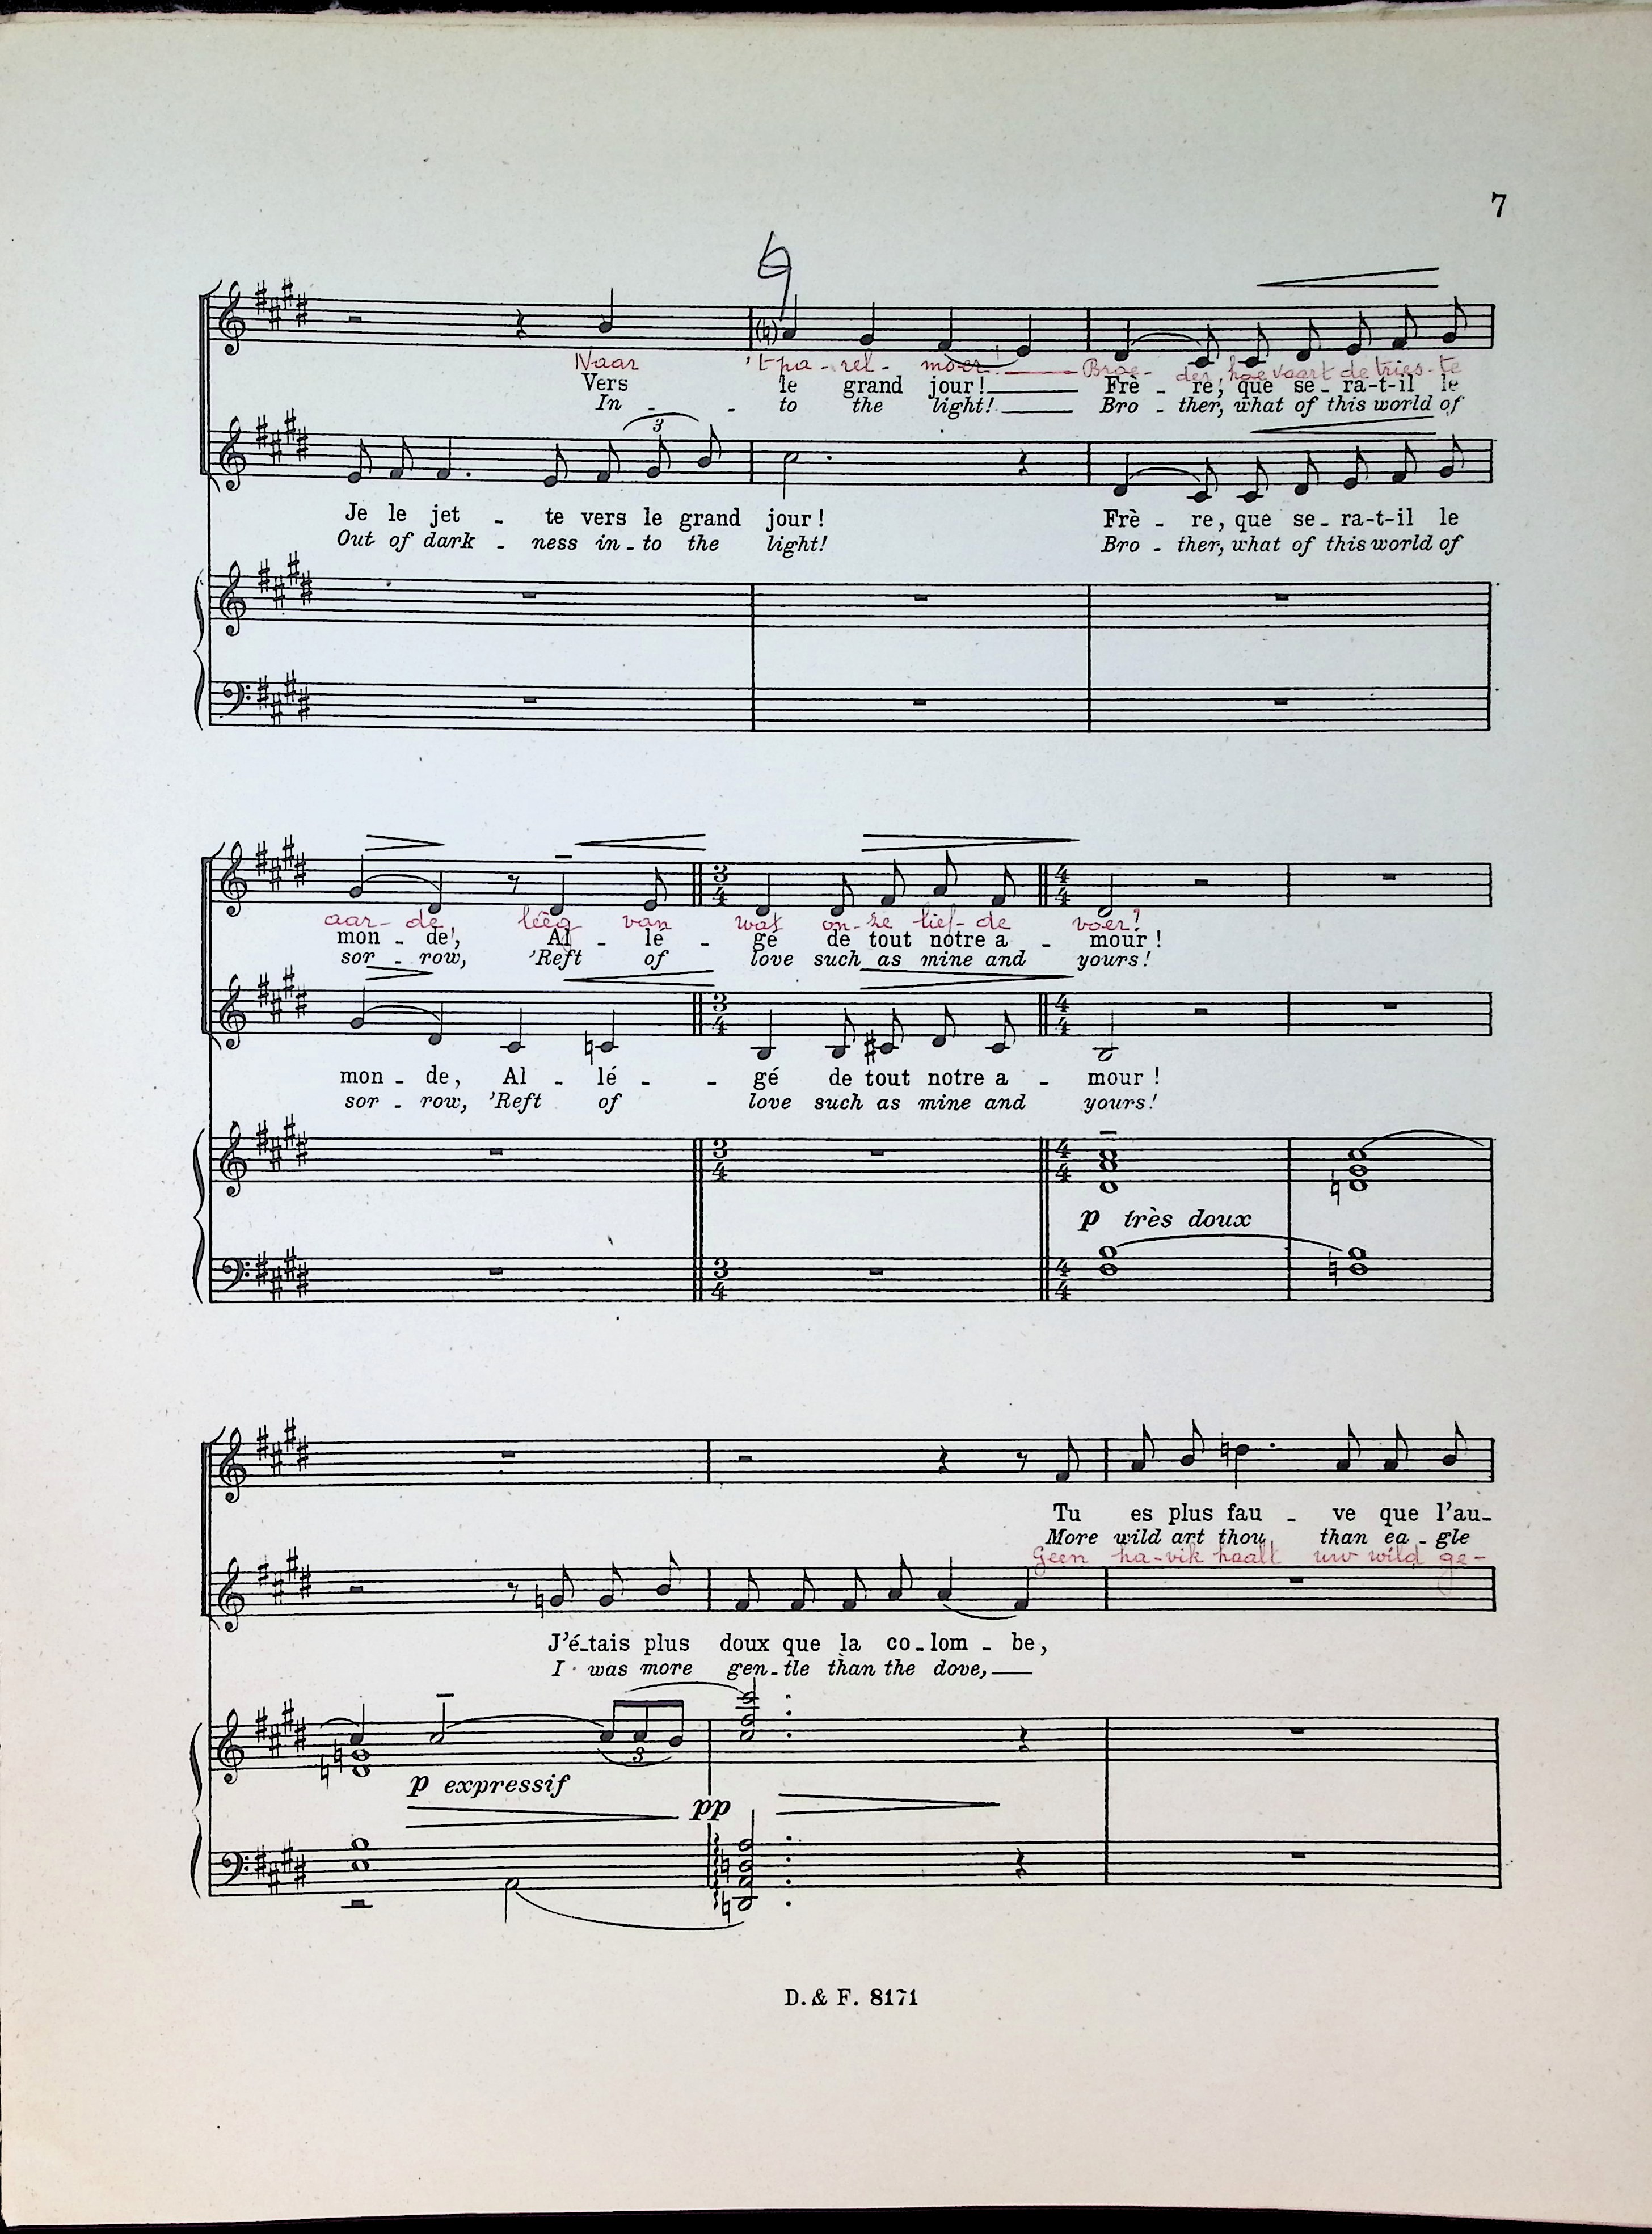 7
Naar 't pa - rel - moer! Broe - der, hoe vaart de tries - te
Vers le grand jour! Frè - re, que se - ra-t-il le
In - - to the light! Bro - ther, what of this world of
3
Je le jet - te vers le grand jour! Frè - re, que se - ra-t-il le
Out of dark - ness in - to the light! Bro - ther, what of this world of
aar - de leêg van wat on - ze lief - de voer!
mon - de, Al - lé - gé de tout notre a - mour!
sor - row, 'Reft of love such as mine and yours!
3 4 4 4
mon - de, Al - lé - - gé de tout notre a - mour!
sor - row, 'Reft of love such as mine and yours!
p très doux
Tu es plus fau - ve que l'au-
More wild art thou than ea - gle
Geen ha - vik haalt uw wild ge-
J'é-tais plus doux que la co - lom - be,
I was more gen - tle than the dove,
3
p expressif
pp
D. & F. 8171